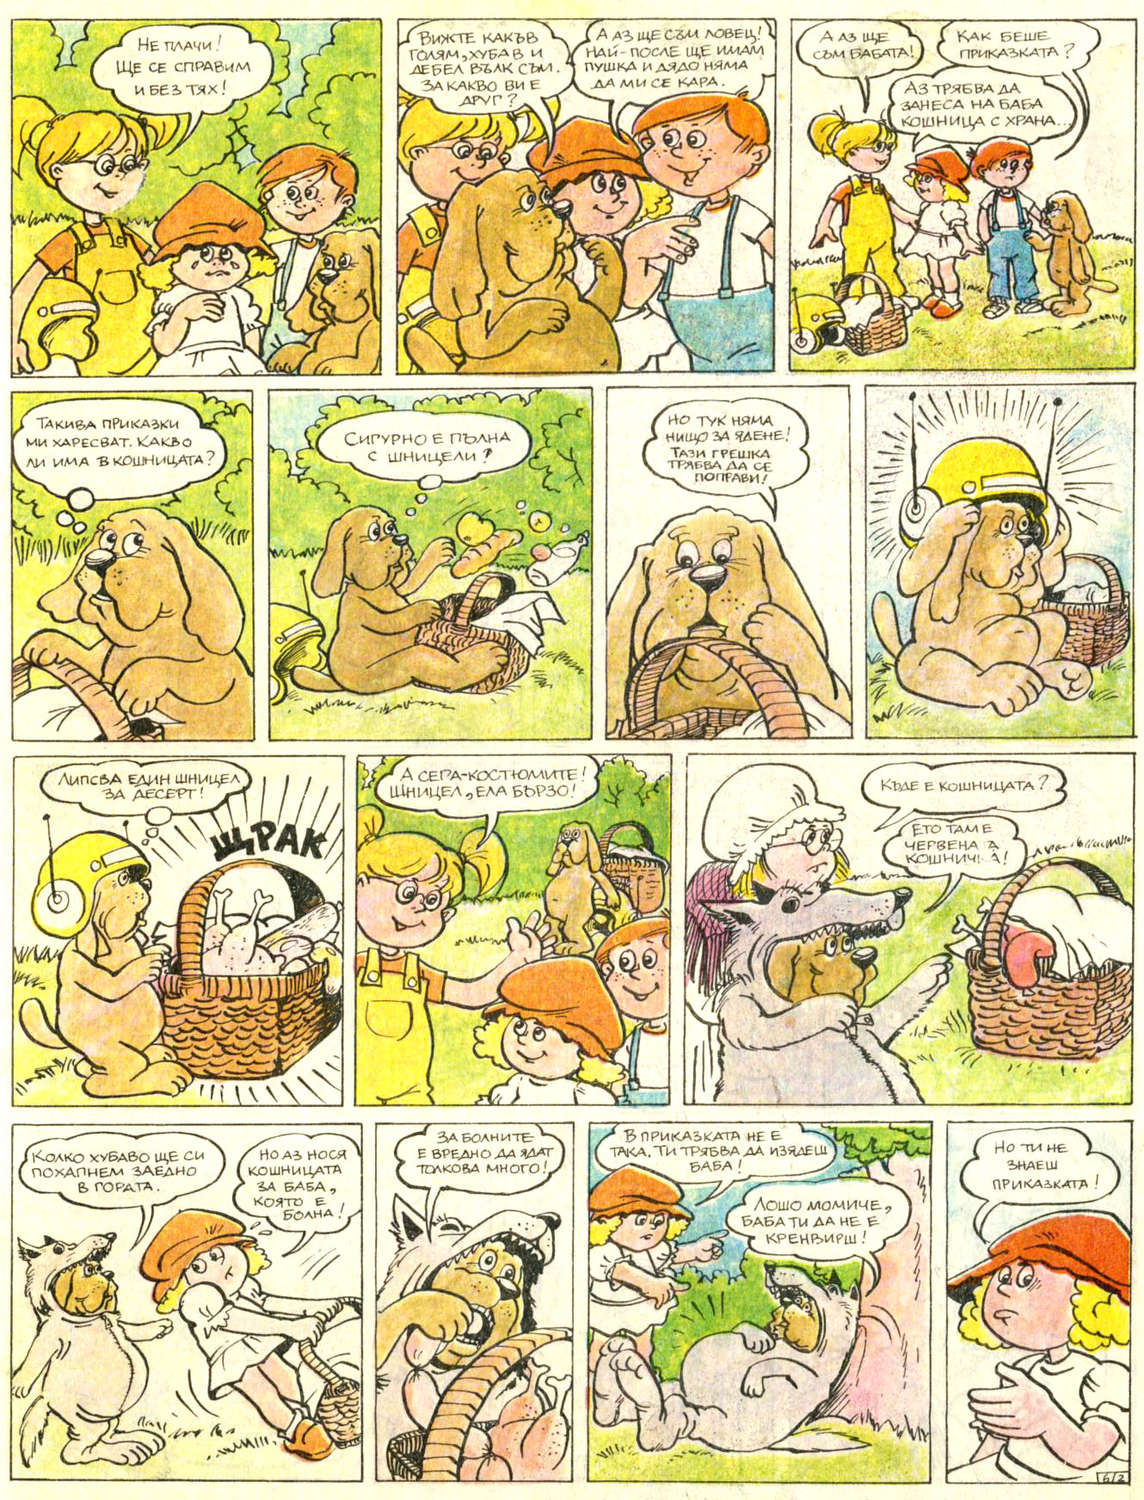 НЕ ПЛАЧИ!
ЩЕ СЕ СПРАВИМ
И БЕЗ ТЯХ!
ВИЖТЕ КАКЪВ
ГОЛЯМ, ХУБАВ И
ДЕБЕЛ ВЪЛК СЪМ.
ЗА КАКВО ВИ Е
ДРУГ?
А АЗ ЩЕ СЪМ ЛОВЕЦ!
НАЙ-ПОСЛЕ ЩЕ ИМАМ
ПУШКА И ДЯДО НЯМА
ДА МИ СЕ КАРА.
А АЗ ЩЕ
СЪМ БАБАТА!
КАК БЕШЕ
ПРИКАЗКАТА?
АЗ ТРЯБВА ДА
ЗАНЕСА НА БАБА
КОШНИЦА С ХРАНА...
ТАКИВА ПРИКАЗКИ
МИ ХАРЕСВАТ. КАКВО
ЛИ ИМА В КОШНИЦАТА?
СИГУРНО Е ПЪЛНА
С ШНИЦЕЛИ?
НО ТУК НЯМА
НИЩО ЗА ЯДЕНЕ!
ТАЗИ ГРЕШКА
ТРЯБВА ДА СЕ
ПОПРАВИ!
ЛИПСВА ЕДИН ШНИЦЕЛ
ЗА ДЕСЕРТ!
ЩРАК
А СЕГА-КОСТЮМИТЕ!
ШНИЦЕЛ, ЕЛА БЪРЗО!
КЪДЕ Е КОШНИЦАТА?
ЕТО ТАМ Е
ЧЕРВЕНАТА
КОШНИЧКА!
КОЛКО ХУБАВО ЩЕ СИ
ПОХАПНЕМ ЗАЕДНО
В ГОРАТА.
НО АЗ НОСЯ
КОШНИЦАТА
ЗА БАБА,
КОЯТО Е
БОЛНА!
ЗА БОЛНИТЕ
Е ВРЕДНО ДА ЯДАТ
ТОЛКОВА МНОГО!
В ПРИКАЗКАТА НЕ Е
ТАКА. ТИ ТРЯБВА ДА ИЗЯДЕШ
БАБА!
ЛОШО МОМИЧЕ,
БАБА ТИ ДА НЕ Е
КРЕНВИРШ!
НО ТИ НЕ
ЗНАЕШ
ПРИКАЗКАТА!
6/2